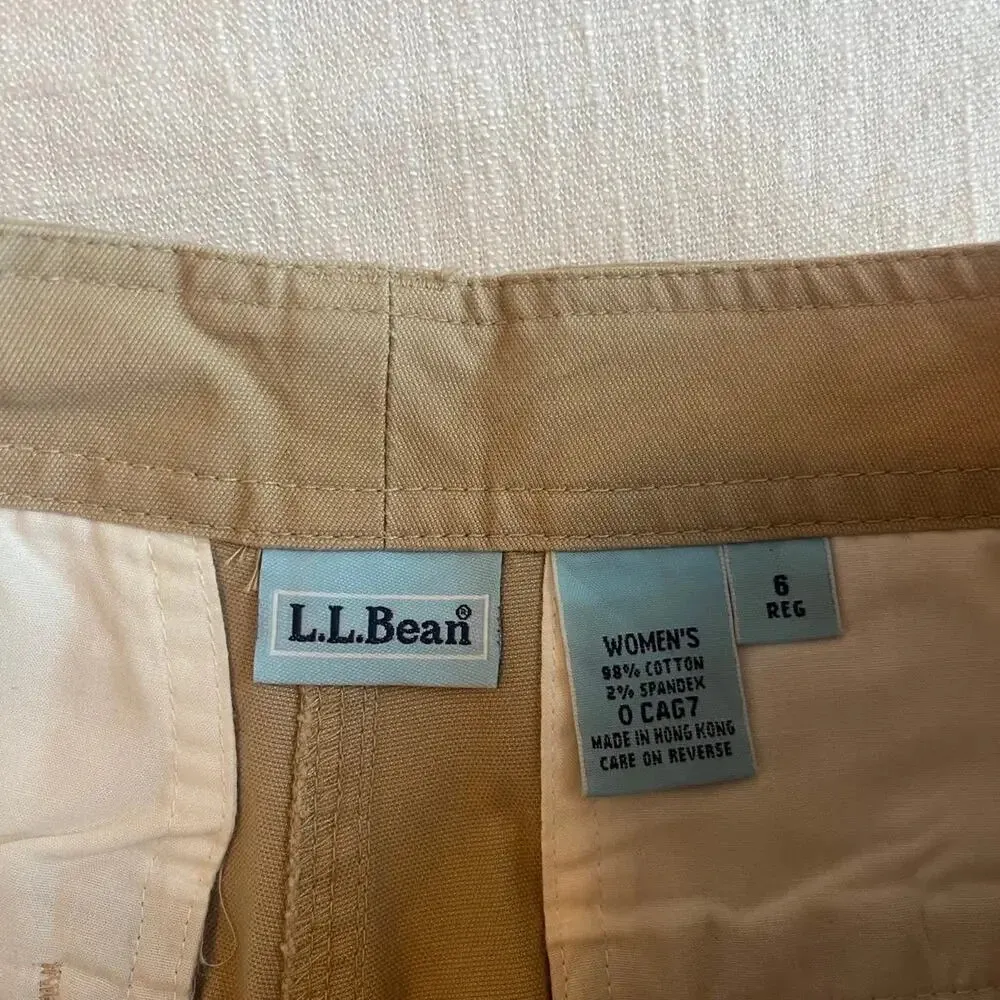 L.L.Bean®
6
REG
WOMEN'S
98% COTTON
2% SPANDEX
0 CAG7
MADE IN HONG KONG
CARE ON REVERSE